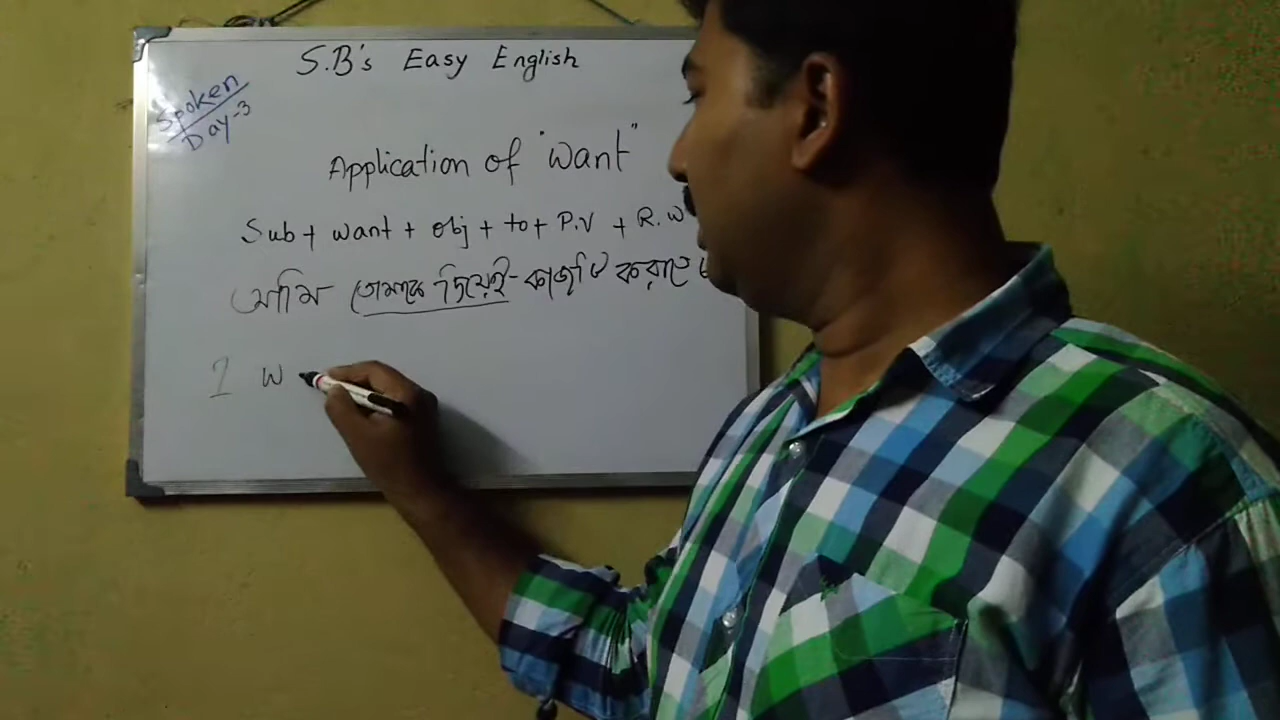 S.B's Easy English
Spoken
Day-3
Application of "Want"
Sub + want + obj + to + P.V + R.W
আমি তোমাকে দিয়েই কাজটি করাতে
I w